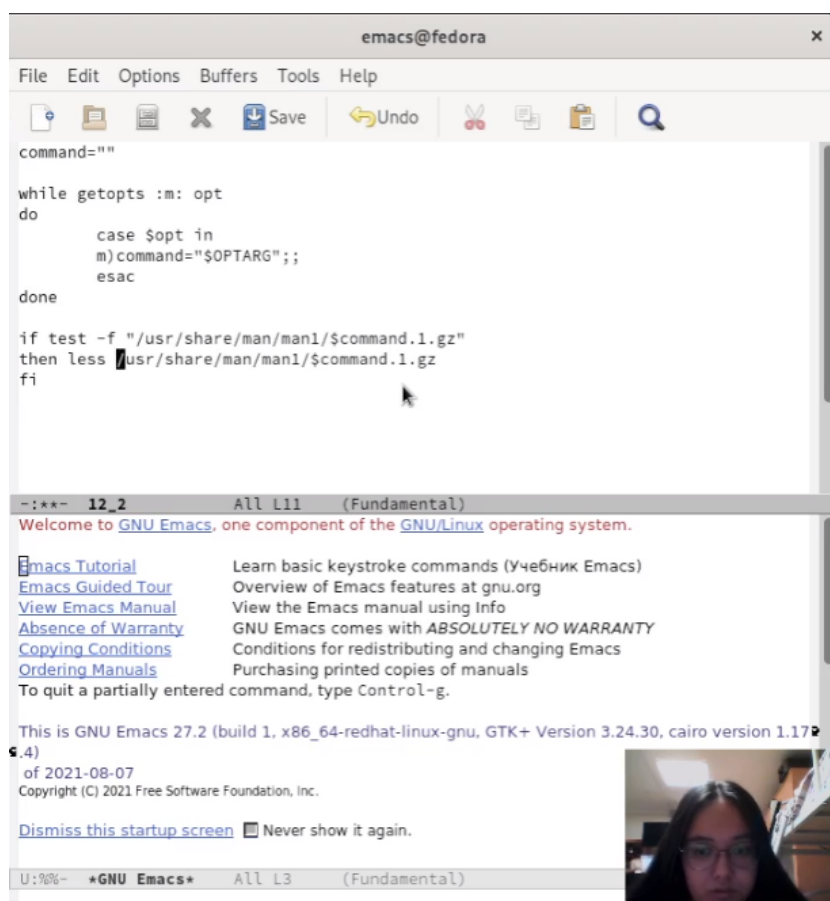 emacs@fedora ×
File Edit Options Buffers Tools Help
Save Undo
command=""
while getopts :m: opt
do
case $opt in
m)command="$OPTARG";;
esac
done
if test -f "/usr/share/man/man1/$command.1.gz"
then less /usr/share/man/man1/$command.1.gz
fi
-:**- 12_2 All L11 (Fundamental)
Welcome to GNU Emacs, one component of the GNU/Linux operating system.
Emacs Tutorial Learn basic keystroke commands (Учебник Emacs)
Emacs Guided Tour Overview of Emacs features at gnu.org
View Emacs Manual View the Emacs manual using Info
Absence of Warranty GNU Emacs comes with ABSOLUTELY NO WARRANTY
Copying Conditions Conditions for redistributing and changing Emacs
Ordering Manuals Purchasing printed copies of manuals
To quit a partially entered command, type Control-g.
This is GNU Emacs 27.2 (build 1, x86_64-redhat-linux-gnu, GTK+ Version 3.24.30, cairo version 1.17
.4)
of 2021-08-07
Copyright (C) 2021 Free Software Foundation, Inc.
Dismiss this startup screen Never show it again.
U:%%- *GNU Emacs* All L3 (Fundamental)